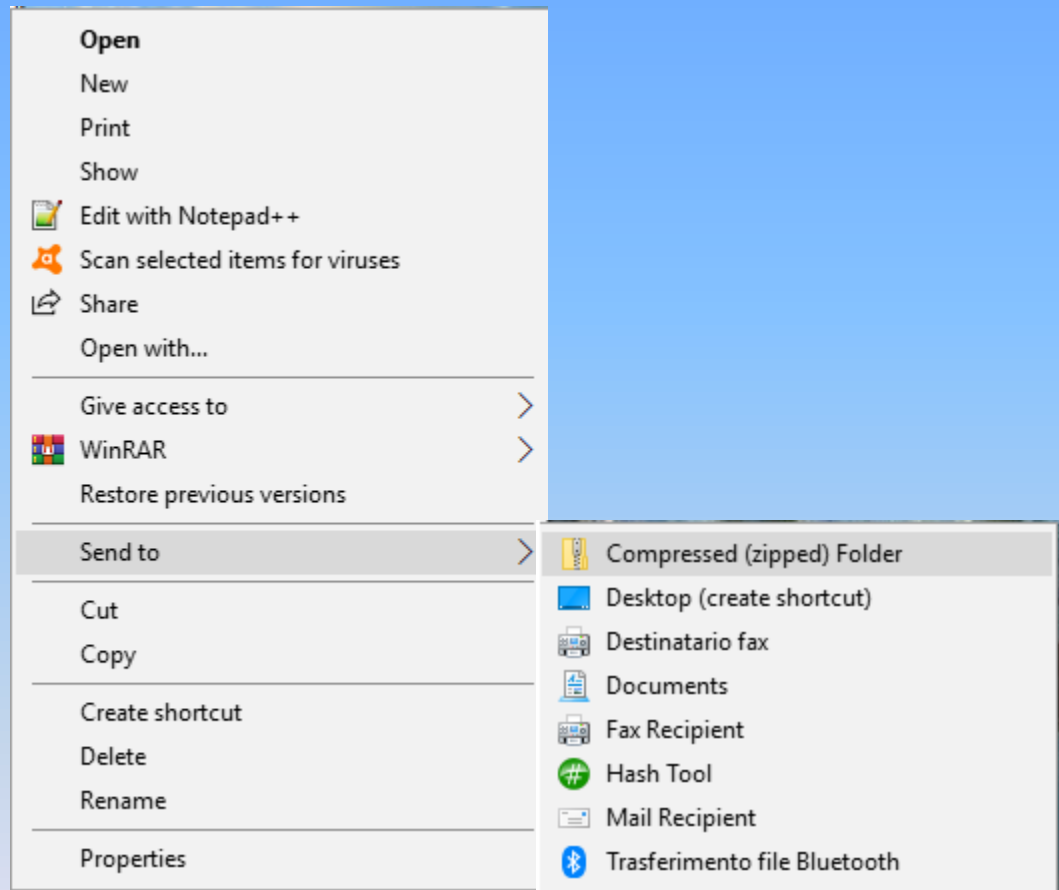 Open
New
Print
Show
Edit with Notepad++
Scan selected items for viruses
Share
Open with...
Give access to
WinRAR
Restore previous versions
Send to
Cut
Copy
Create shortcut
Delete
Rename
Properties
Compressed (zipped) Folder
Desktop (create shortcut)
Destinatario fax
Documents
Fax Recipient
Hash Tool
Mail Recipient
Trasferimento file Bluetooth